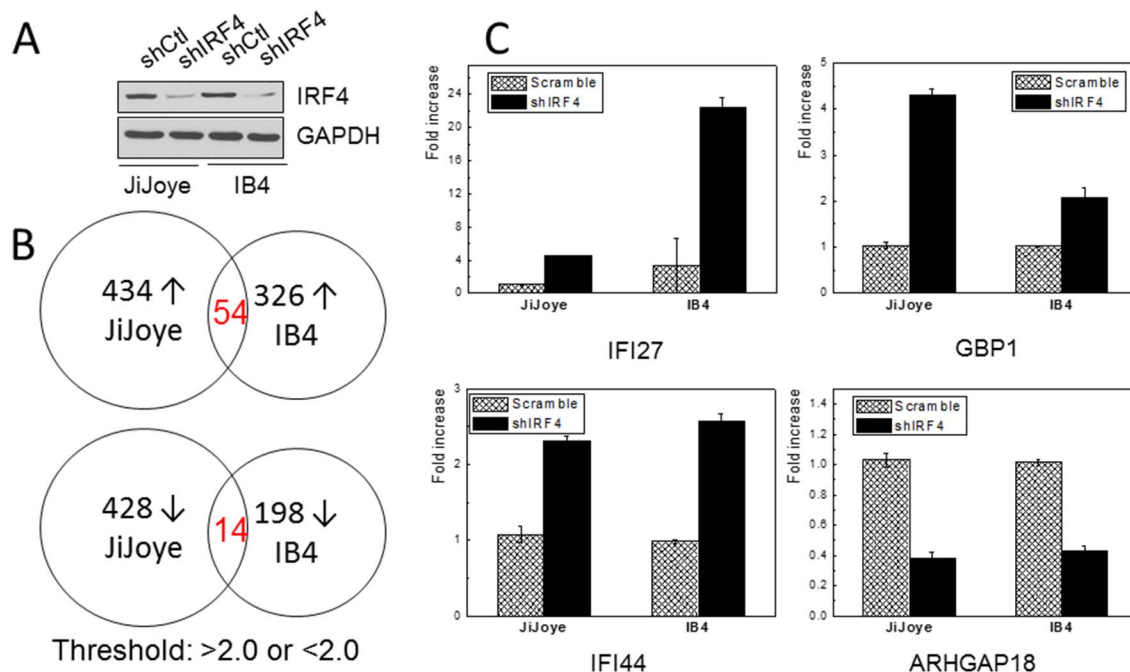 A
shCtl
shIRF4
shCtl
shIRF4
IRF4
GAPDH
JiJoye
IB4
B
434 ↑
JiJoye
54
326 ↑
IB4
428 ↓
JiJoye
14
198 ↓
IB4
Threshold: >2.0 or <2.0
C
Fold increase
24
20
16
12
8
4
0
Scramble
shIRF4
JiJoye
IB4
IFI27
Fold increase
5
4
3
2
1
0
Scramble
shIRF4
JiJoye
IB4
GBP1
Fold increase
3
2
1
0
Scramble
shIRF4
JiJoye
IB4
IFI44
Fold increase
1.4
1.2
1.0
0.8
0.6
0.4
0.2
0.0
Scramble
shIRF4
JiJoye
IB4
ARHGAP18